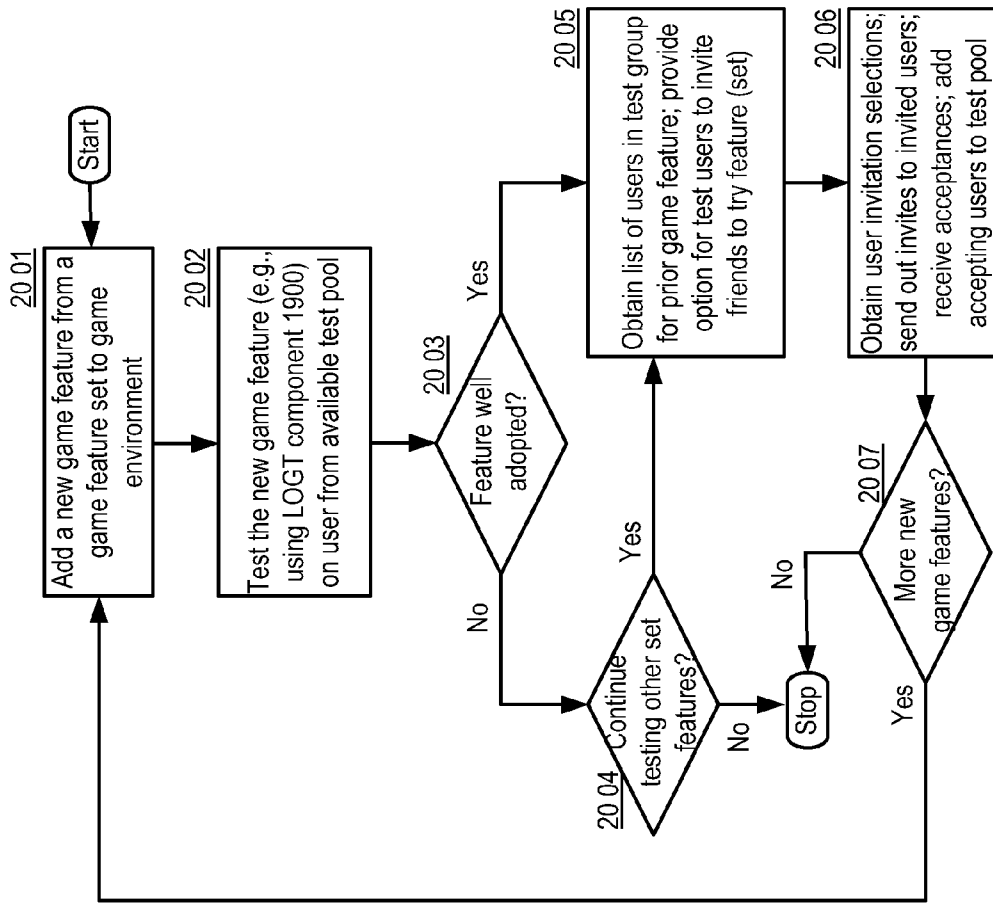 Start
20 01
Add a new game feature from a
game feature set to game
environment
20 02
Test the new game feature (e.g.,
using LOGT component 1900)
on user from available test pool
20 03
Feature well
adopted?
Yes
No
20 04
Continue
testing other set
features?
Yes
No
Stop
20 05
Obtain list of users in test group
for prior game feature; provide
option for test users to invite
friends to try feature (set)
20 06
Obtain user invitation selections;
send out invites to invited users;
receive acceptances; add
accepting users to test pool
20 07
More new
game features?
No
Yes